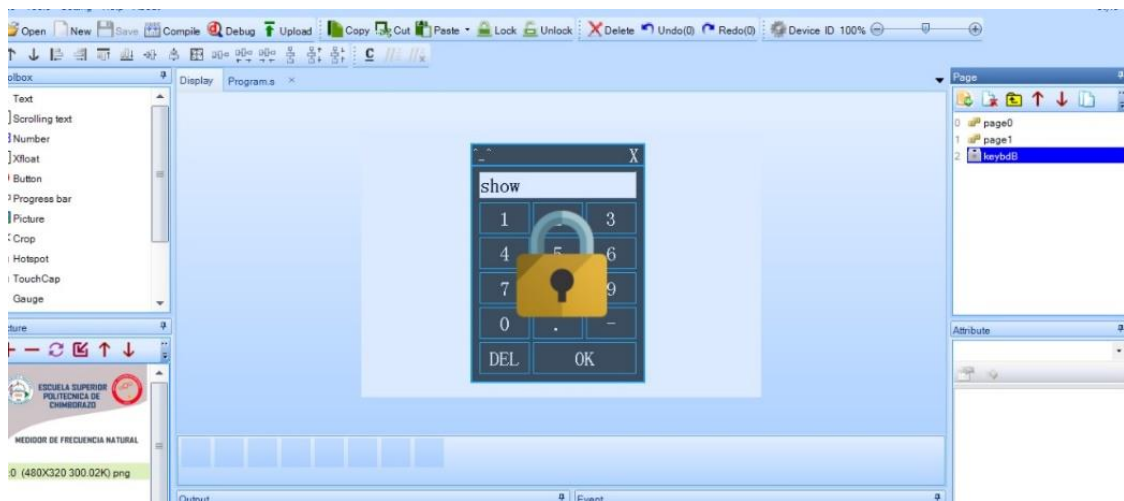 Open New Save Compile Debug Upload Copy Cut Paste Lock Unlock Delete Undo(0) Redo(0) Device ID 100%
Display Program.s
Text
Scrolling text
Number
Xfloat
Button
Progress bar
Picture
Crop
Hotspot
TouchCap
Gauge
ESCUELA SUPERIOR
POLITECNICA DE
CHIMBORAZO
MEDIDOR DE FRECUENCIA NATURAL
:0 (480X320 300.02K) png
^_^ X
show
1 3
4 5 6
7 9
0 . -
DEL OK
Output Event
Page
0 page0
1 page1
2 keybdB
Attribute